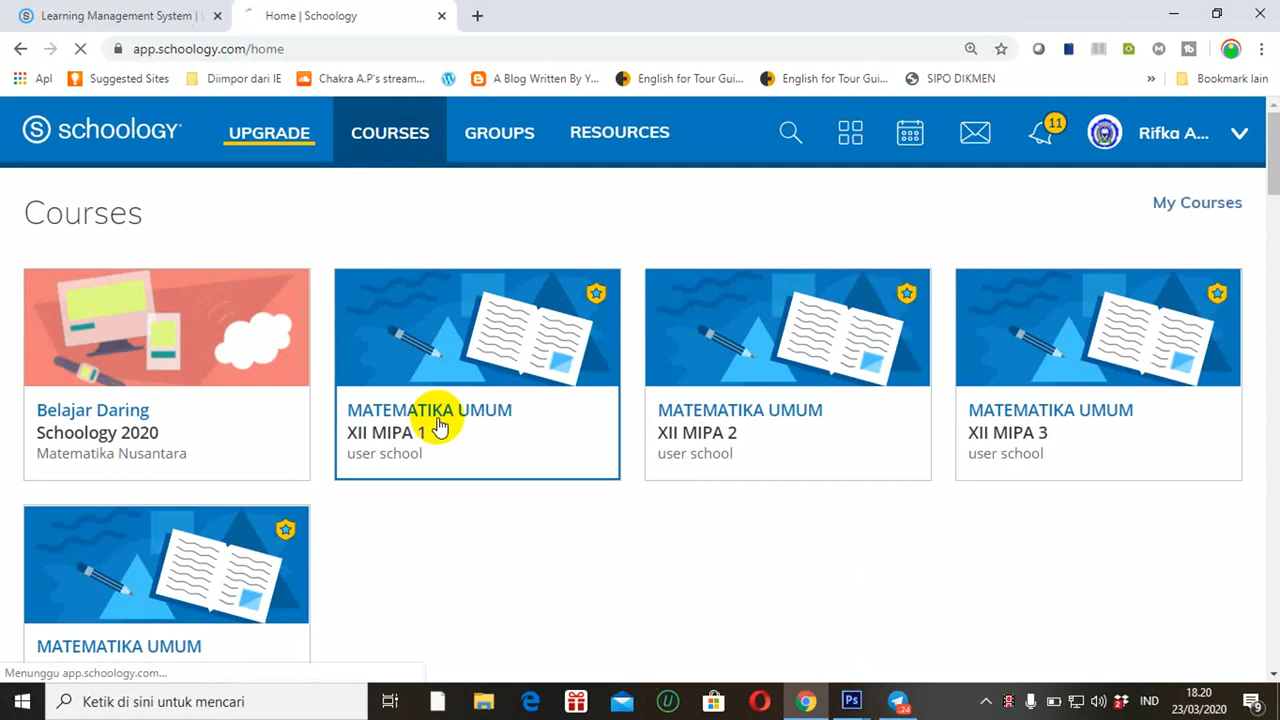 Learning Management System |
Home | Schoology
app.schoology.com/home
Apl
Suggested Sites
Diimpor dari IE
Chakra A.P's stream...
A Blog Written By Y...
English for Tour Gui...
English for Tour Gui...
SIPO DIKMEN
»
Bookmark lain
schoology
UPGRADE
COURSES
GROUPS
RESOURCES
11
Rifka A...
Courses
My Courses
Belajar Daring
Schoology 2020
Matematika Nusantara
MATEMATIKA UMUM
XII MIPA 1
user school
MATEMATIKA UMUM
XII MIPA 2
user school
MATEMATIKA UMUM
XII MIPA 3
user school
MATEMATIKA UMUM
Menunggu app.schoology.com...
Ketik di sini untuk mencari
Ps
24
IND
18.20
23/03/2020
9